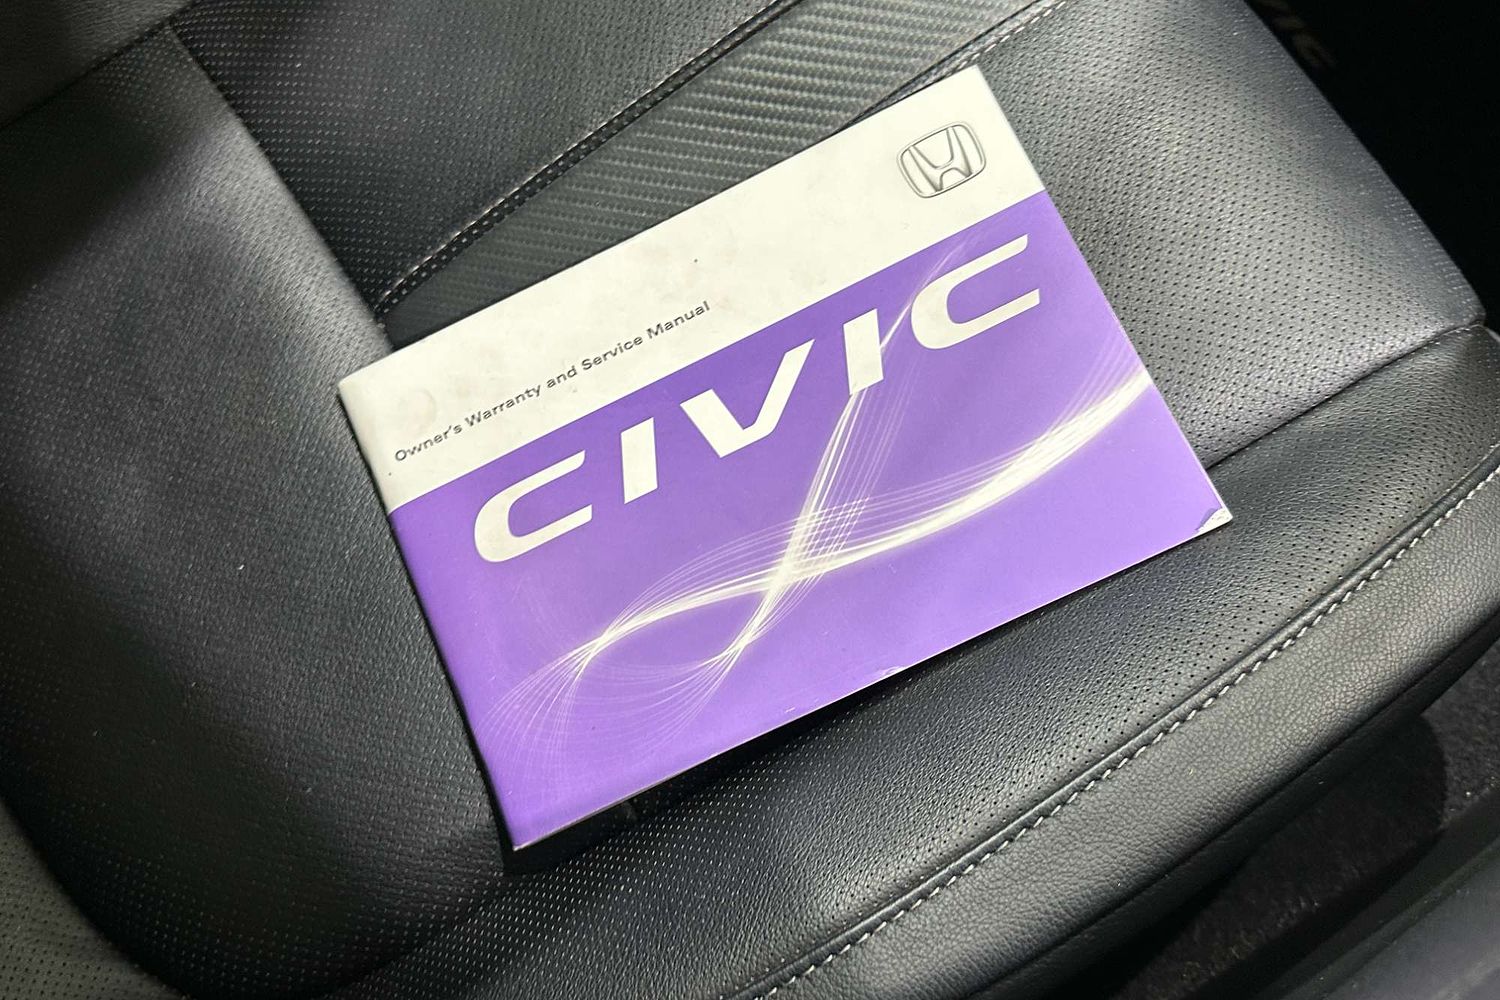 Owner's Warranty and Service Manual
CIVIC